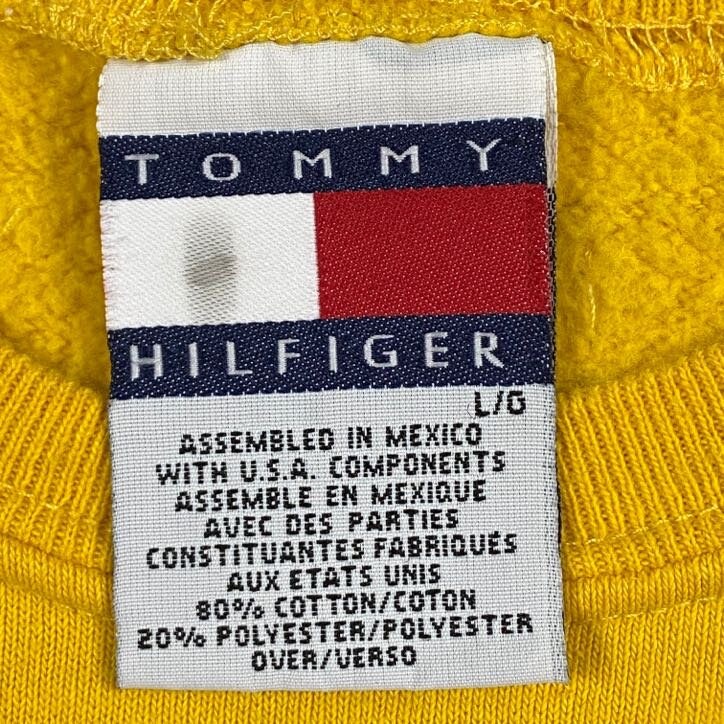 TOMMY
HILFIGER
L/G
ASSEMBLED IN MEXICO
WITH U.S.A. COMPONENTS
ASSEMBLE EN MEXIQUE
AVEC DES PARTIES
CONSTITUANTES FABRIQUÉS
AUX ETATS UNIS
80% COTTON/COTON
20% POLYESTER/POLYESTER
OVER/VERSO